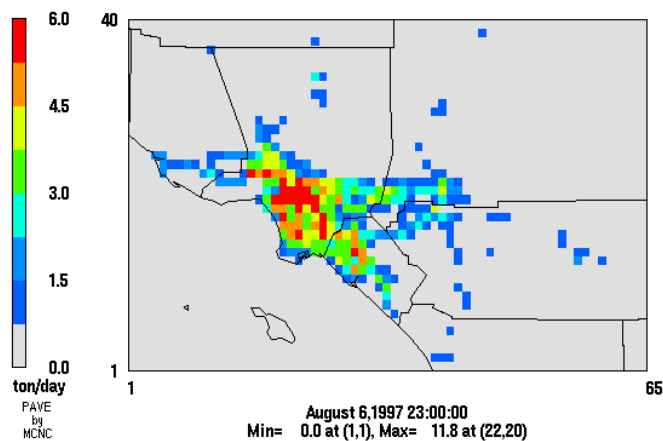 6.0
4.5
3.0
1.5
0.0
ton/day
PAVE
by
MCNC
40
1
1
65
August 6,1997 23:00:00
Min= 0.0 at (1,1), Max= 11.8 at (22,20)